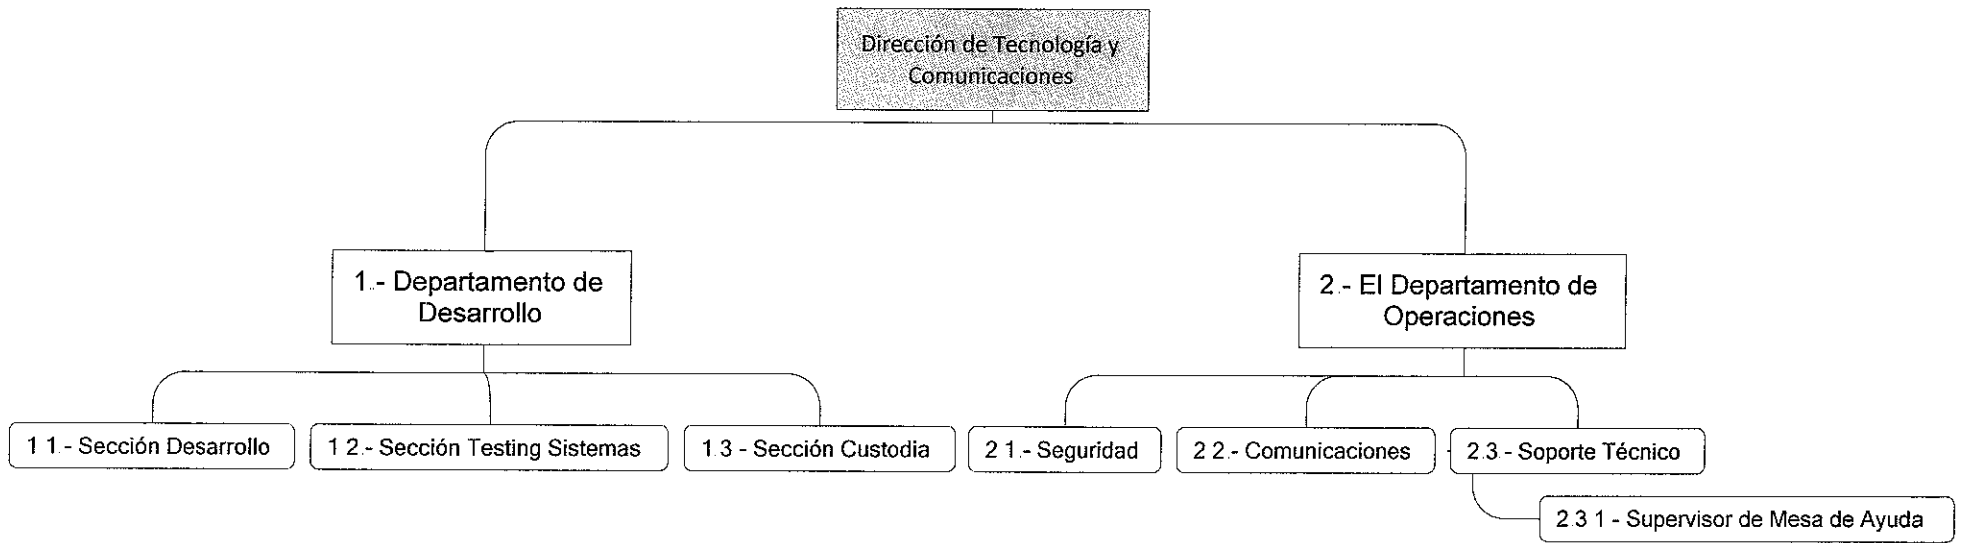 Dirección de Tecnología y
Comunicaciones
1.- Departamento de
Desarrollo
2.- El Departamento de
Operaciones
1 1.- Sección Desarrollo
1 2.- Sección Testing Sistemas
1.3 - Sección Custodia
2 1.- Seguridad
2 2.- Comunicaciones
2.3.- Soporte Técnico
2.3 1 - Supervisor de Mesa de Ayuda